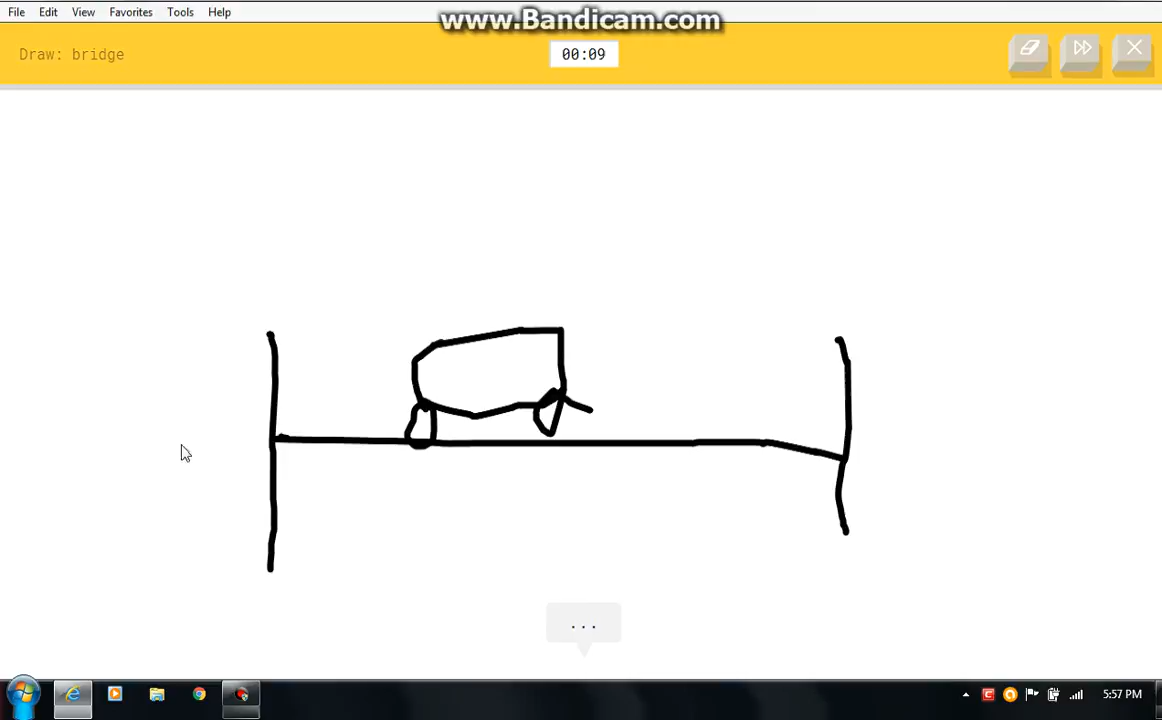 www.Bandicam.com
File Edit View Favorites Tools Help
Draw: bridge
00:09
...
5:57 PM